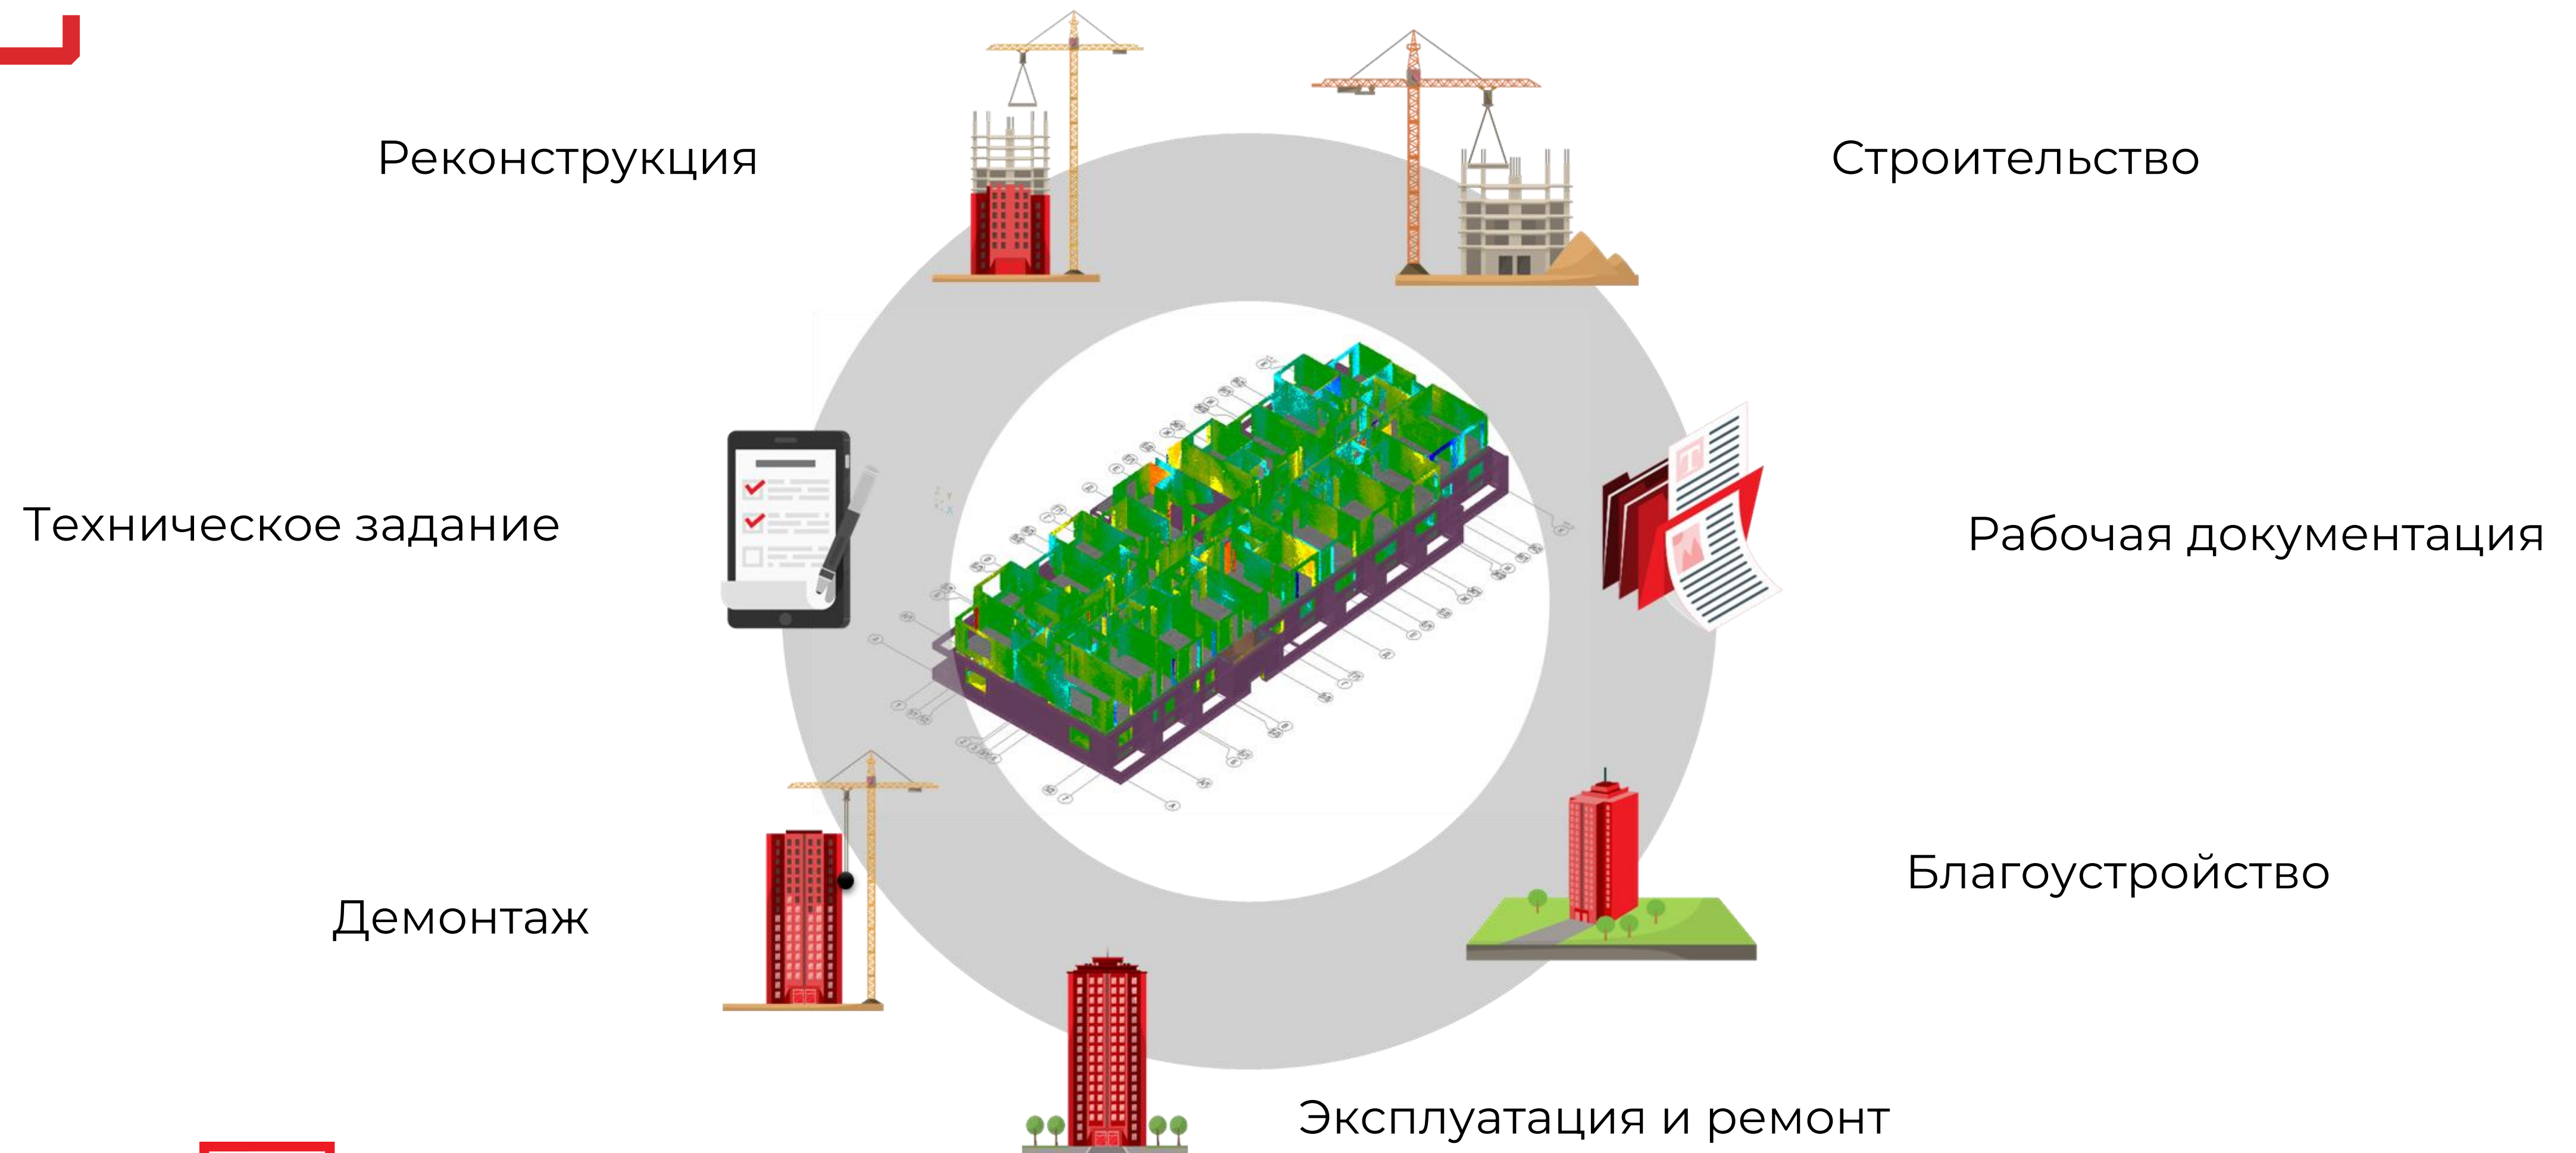 Реконструкция
Строительство
Техническое задание
Рабочая документация
Благоустройство
Демонтаж
Эксплуатация и ремонт